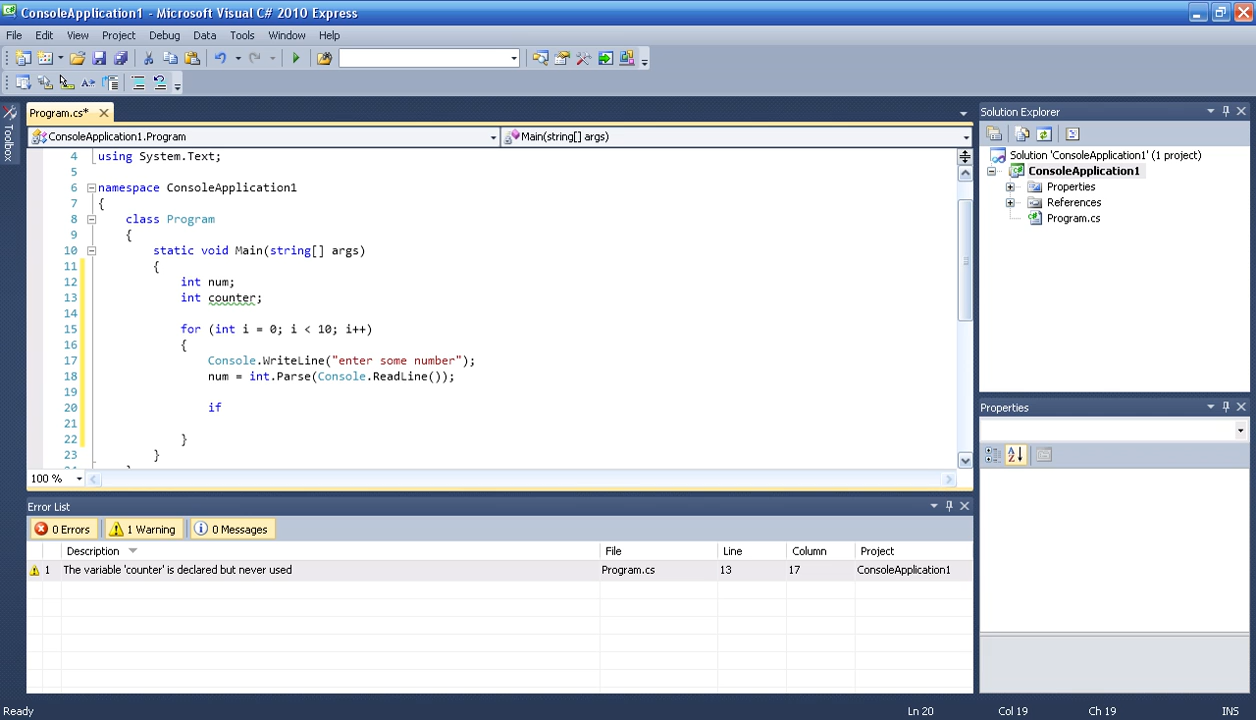 ConsoleApplication1 - Microsoft Visual C# 2010 Express
File Edit View Project Debug Data Tools Window Help
Program.cs*
ConsoleApplication1.Program
Main(string[] args)
Toolbox
4 using System.Text;
5
6 namespace ConsoleApplication1
7 {
8 class Program
9 {
10 static void Main(string[] args)
11 {
12 int num;
13 int counter;
14
15 for (int i = 0; i < 10; i++)
16 {
17 Console.WriteLine("enter some number");
18 num = int.Parse(Console.ReadLine());
19
20 if
21
22 }
23 }
100 %
Solution Explorer
Solution 'ConsoleApplication1' (1 project)
ConsoleApplication1
Properties
References
Program.cs
Properties
Error List
0 Errors 1 Warning 0 Messages
Description File Line Column Project
1 The variable 'counter' is declared but never used Program.cs 13 17 ConsoleApplication1
Ready Ln 20 Col 19 Ch 19 INS